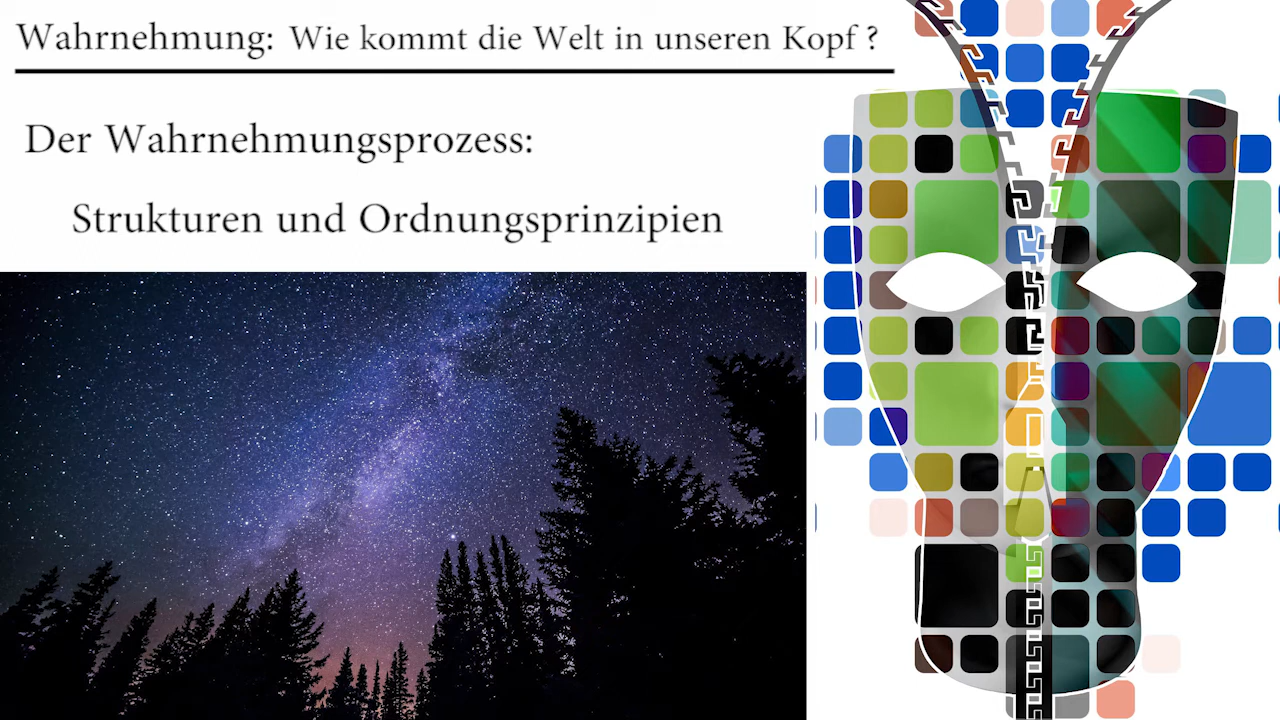 Wahrnehmung: Wie kommt die Welt in unseren Kopf ?
Der Wahrnehmungsprozess:
Strukturen und Ordnungsprinzipien